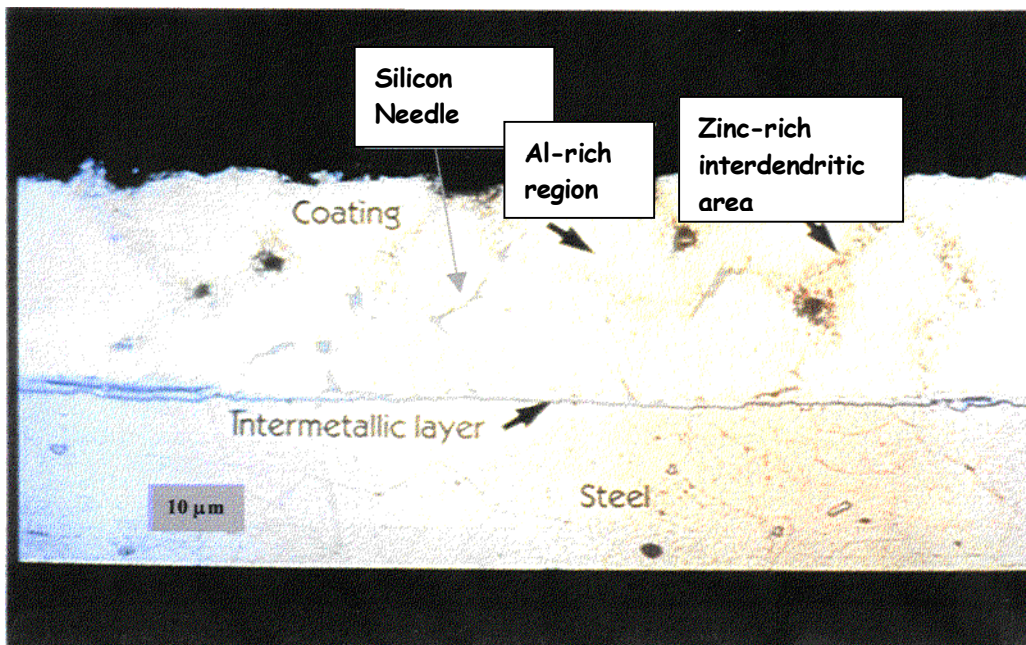 Silicon
Needle
Al-rich
region
Zinc-rich
interdendritic
area
Coating
Intermetallic layer
Steel
10 μm